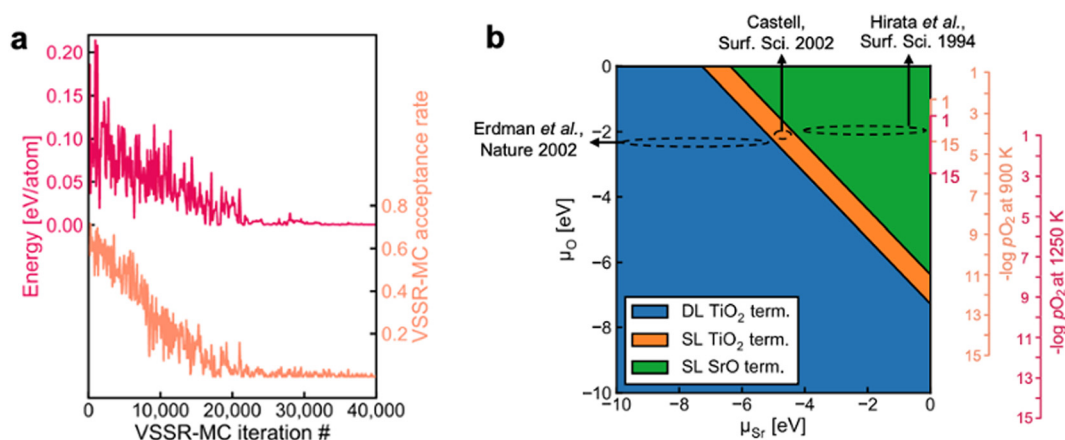 a
0.20
0.15
0.10
0.05
0.00
Energy [eV/atom]
0.8
0.6
0.4
0.2
VSSR-MC acceptance rate
0
10,000
20,000
30,000
40,000
VSSR-MC iteration #
b
Castell,
Surf. Sci. 2002
Hirata et al.,
Surf. Sci. 1994
Erdman et al.,
Nature 2002
0
−2
−4
−6
−8
−10
μO [eV]
DL TiO2 term.
SL TiO2 term.
SL SrO term.
−10
−8
−6
−4
−2
0
μSr [eV]
1
1
15
15
1
3
5
7
9
11
13
15
-log pO2 at 900 K
1
3
5
7
9
11
13
15
-log pO2 at 1250 K